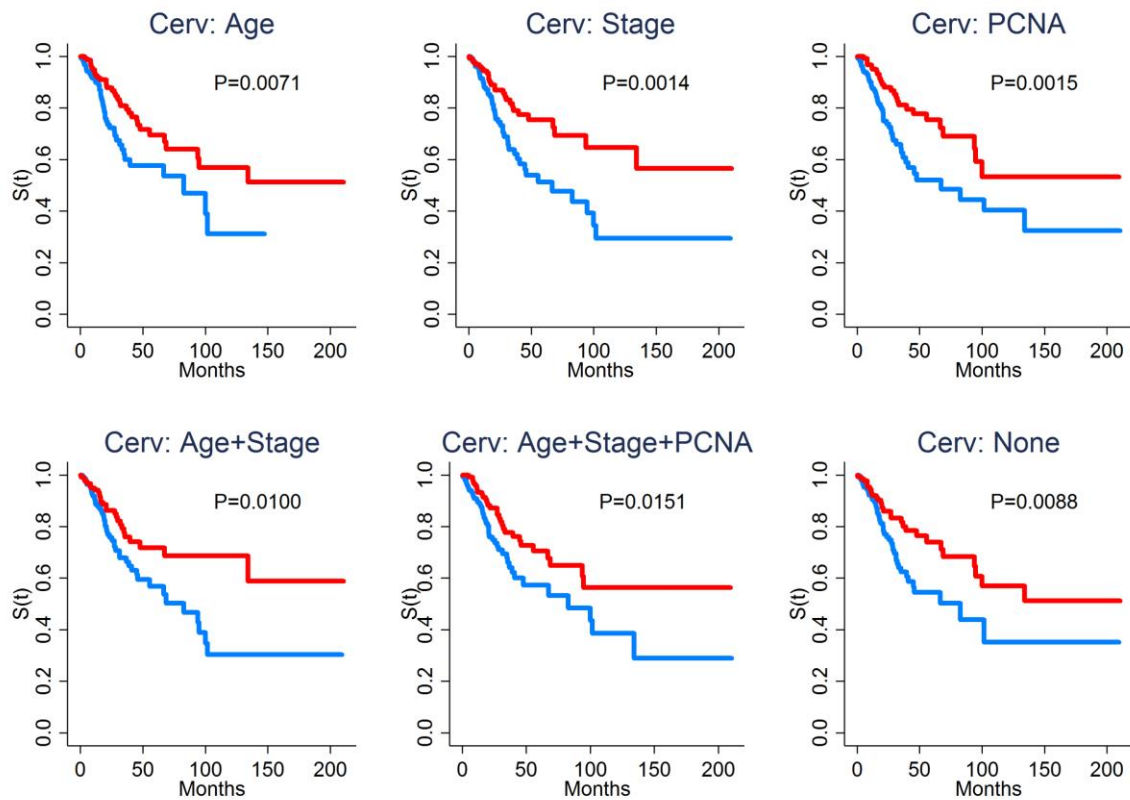 Cerv: Age
Cerv: Stage
Cerv: PCNA
P=0.0071
P=0.0014
P=0.0015
S(t)
0.0 0.2 0.4 0.6 0.8 1.0
0 50 100 150 200
Months
S(t)
0.0 0.2 0.4 0.6 0.8 1.0
0 50 100 150 200
Months
S(t)
0.0 0.2 0.4 0.6 0.8 1.0
0 50 100 150 200
Months
Cerv: Age+Stage
Cerv: Age+Stage+PCNA
Cerv: None
P=0.0100
P=0.0151
P=0.0088
S(t)
0.0 0.2 0.4 0.6 0.8 1.0
0 50 100 150 200
Months
S(t)
0.0 0.2 0.4 0.6 0.8 1.0
0 50 100 150 200
Months
S(t)
0.0 0.2 0.4 0.6 0.8 1.0
0 50 100 150 200
Months